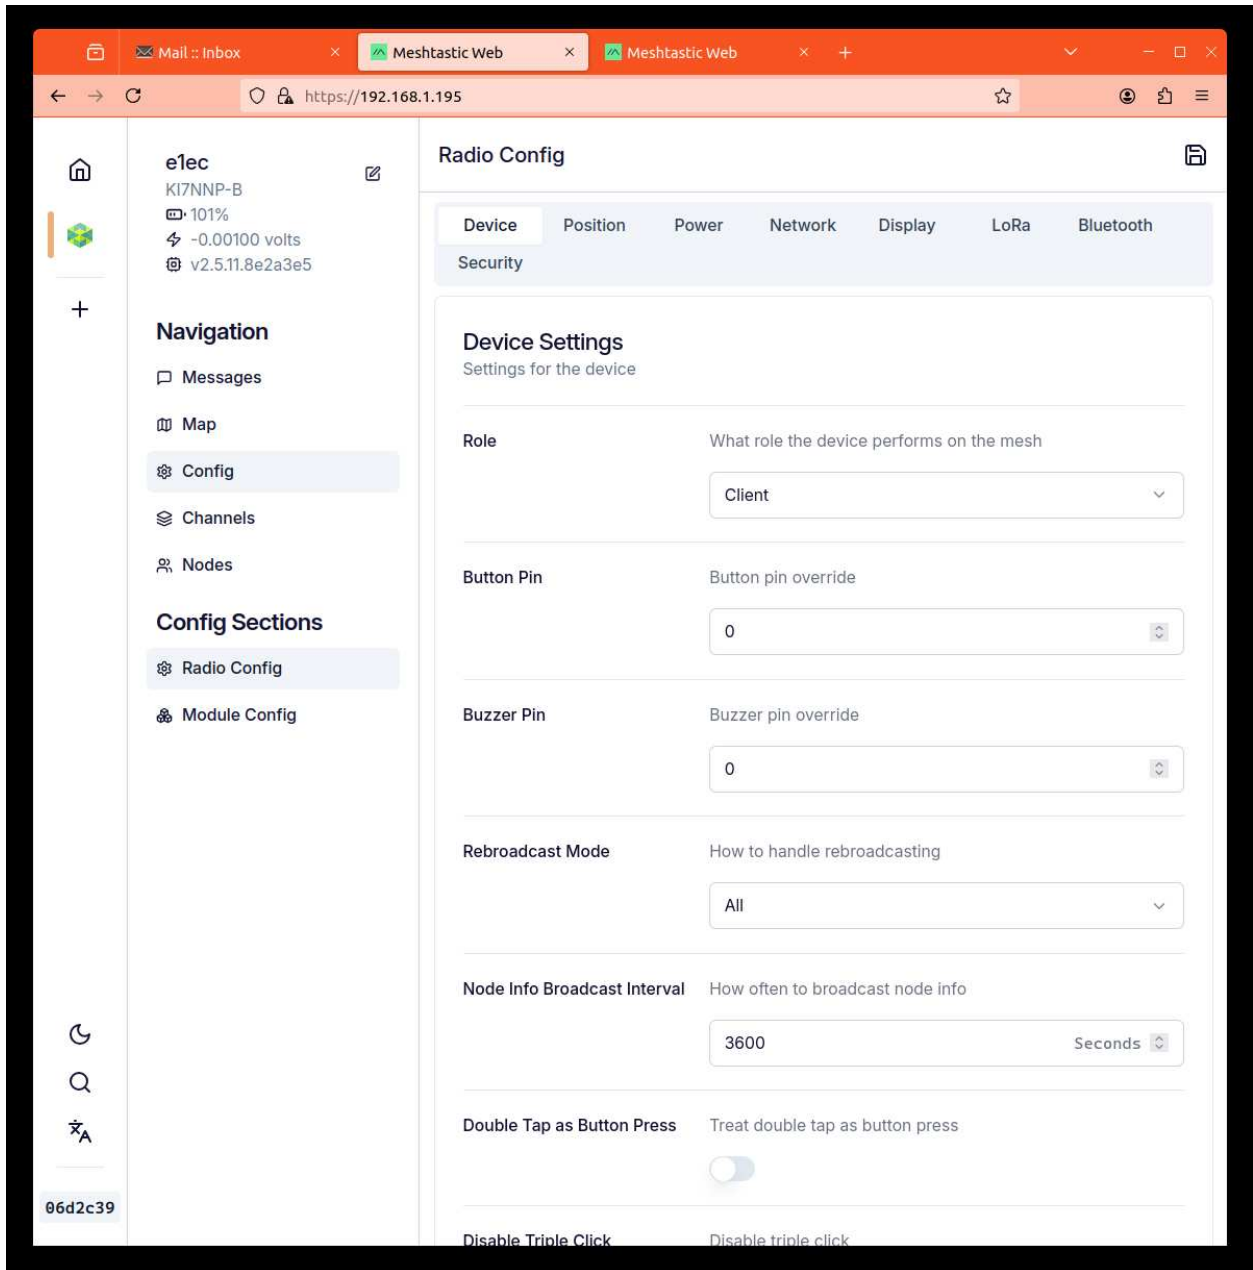 Mail :: Inbox
Meshtastic Web
Meshtastic Web
https://192.168.1.195
e1ec
KI7NNP-B
101%
-0.00100 volts
v2.5.11.8e2a3e5
Navigation
Messages
Map
Config
Channels
Nodes
Config Sections
Radio Config
Module Config
06d2c39
Radio Config
Device Position Power Network Display LoRa Bluetooth
Security
Device Settings
Settings for the device
Role What role the device performs on the mesh
Client
Button Pin Button pin override
0
Buzzer Pin Buzzer pin override
0
Rebroadcast Mode How to handle rebroadcasting
All
Node Info Broadcast Interval How often to broadcast node info
3600 Seconds
Double Tap as Button Press Treat double tap as button press
Disable Triple Click Disable triple click